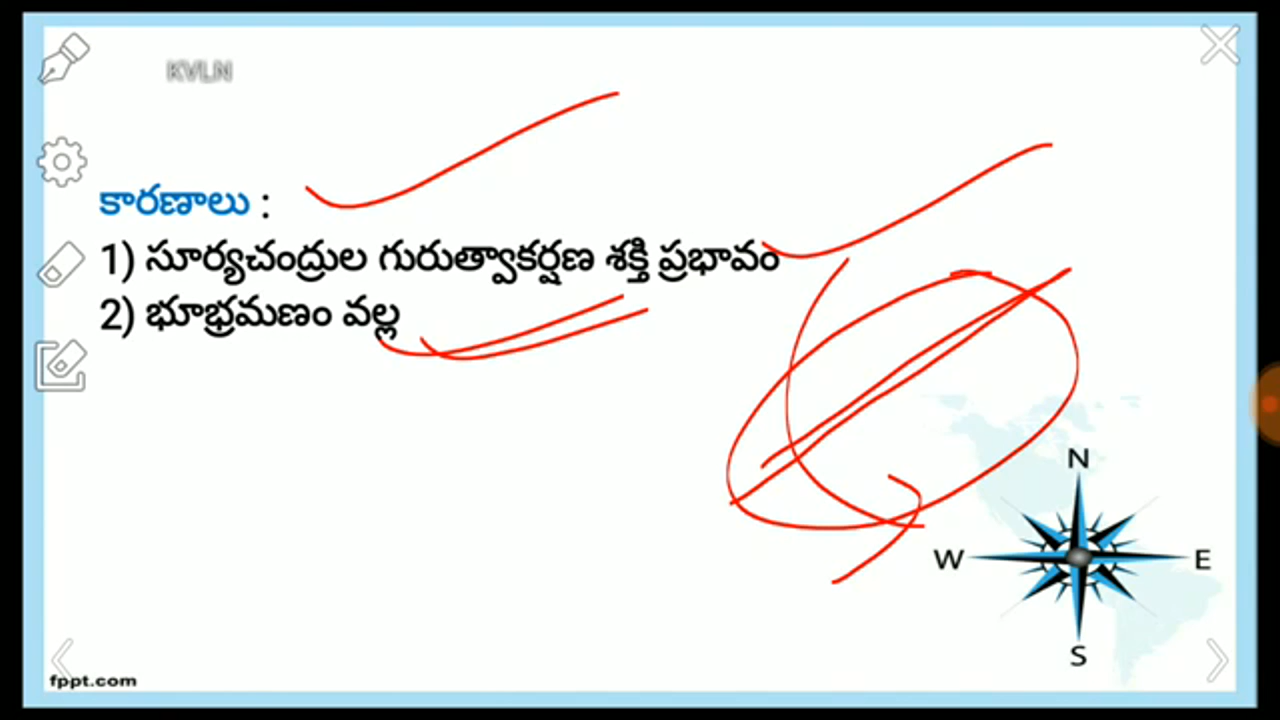 KVLN
కారణాలు :
1) సూర్యచంద్రుల గురుత్వాకర్షణ శక్తి ప్రభావం
2) భూభ్రమణం వల్ల
N
W E
S
fppt.com